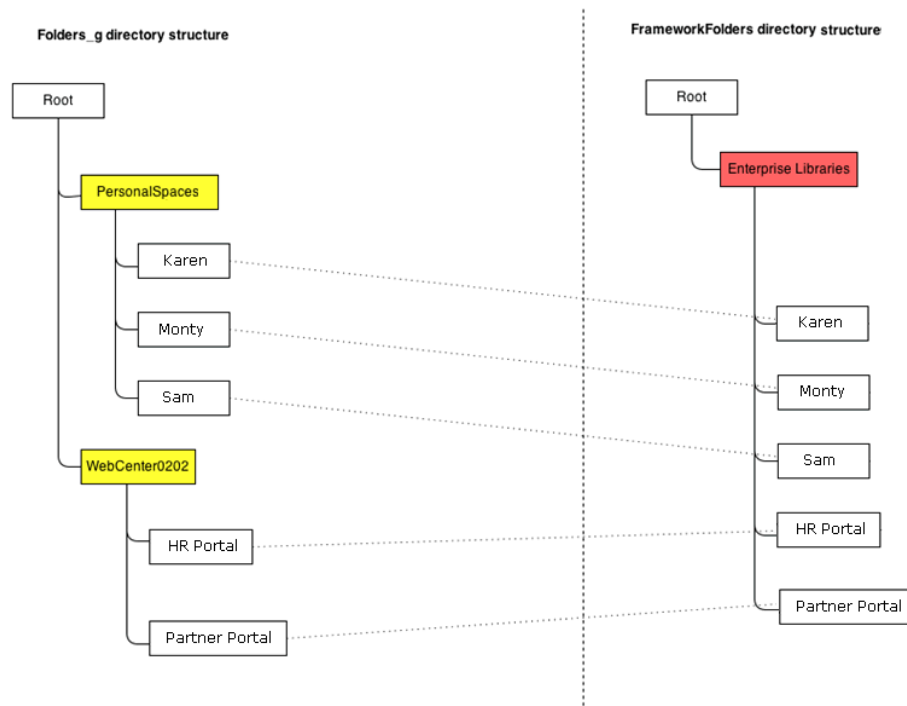 Folders_g directory structure
Root
PersonalSpaces
Karen
Monty
Sam
WebCenter0202
HR Portal
Partner Portal
FrameworkFolders directory structure
Root
Enterprise Libraries
Karen
Monty
Sam
HR Portal
Partner Portal